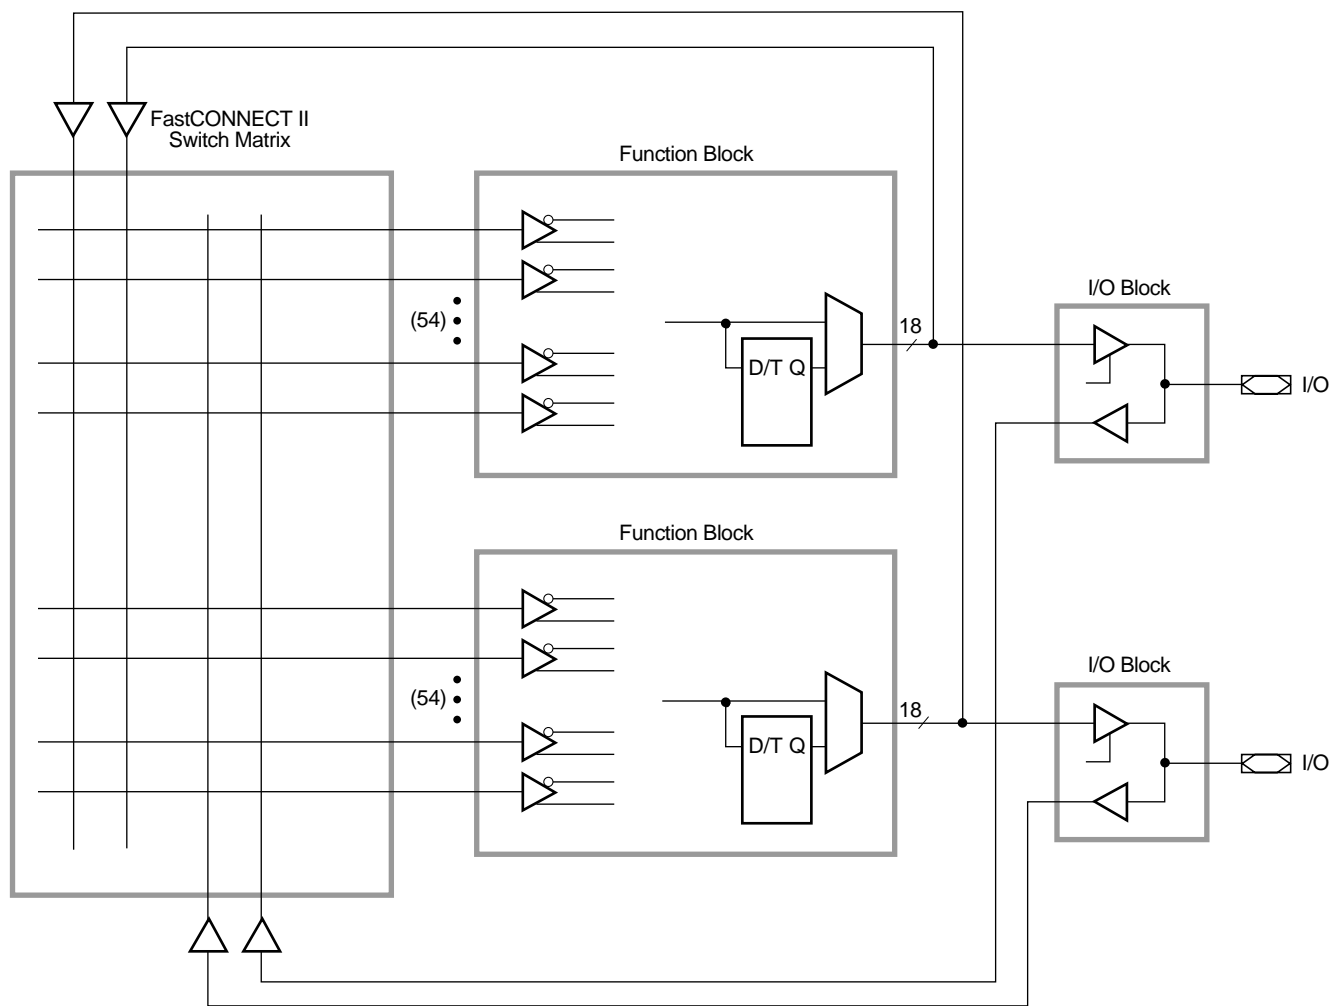 FastCONNECT II
Switch Matrix
Function Block
(54)
D/T Q
18
I/O Block
I/O
Function Block
(54)
D/T Q
18
I/O Block
I/O